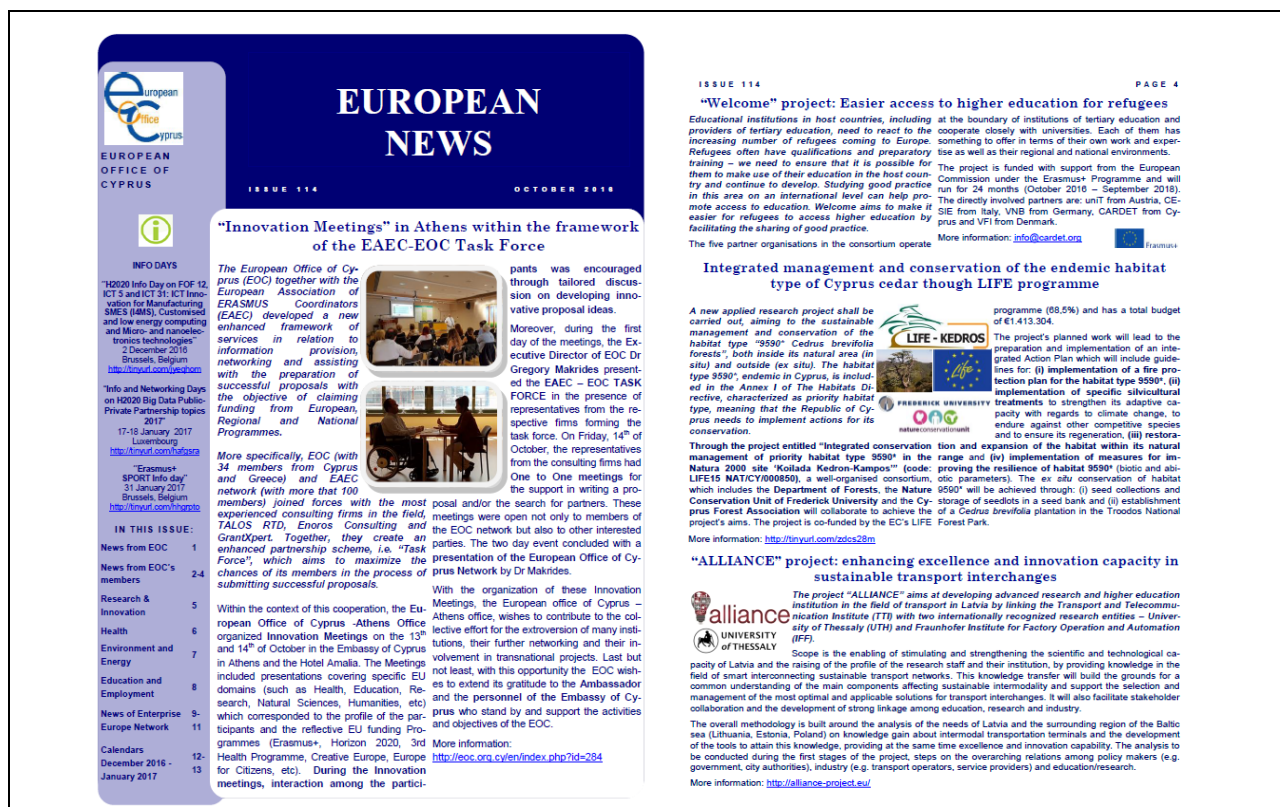 European
Office
Cyprus
EUROPEAN
OFFICE OF
CYPRUS
EUROPEAN
NEWS
ISSUE 114
OCTOBER 2016
INFO DAYS
"H2020 Info Day on FOF 12,
ICT 5 and ICT 31: ICT Inno-
vation for Manufacturing
SMES (I4MS), Customised
and low energy computing
and Micro- and nanoelec-
tronics technologies"
2 December 2016
Brussels, Belgium
http://tinyurl.com/jyeghom
"Info and Networking Days
on H2020 Big Data Public-
Private Partnership topics
2017"
17-18 January 2017
Luxembourg
http://tinyurl.com/hafgsra
"Erasmus+
SPORT Info day"
31 January 2017
Brussels, Belgium
http://tinyurl.com/hhgrpto
IN THIS ISSUE:
News from EOC 1
News from EOC's
members 2-4
Research &
Innovation 5
Health 6
Environment and
Energy 7
Education and
Employment 8
News of Enterprise 9-
Europe Network 11
Calendars
December 2016 - 12-
January 2017 13
"Innovation Meetings" in Athens within the framework
of the EAEC-EOC Task Force
The European Office of Cy-
prus (EOC) together with the
European Association of
ERASMUS Coordinators
(EAEC) developed a new
enhanced framework of
services in relation to
information provision,
networking and assisting
with the preparation of
successful proposals with
the objective of claiming
funding from European,
Regional and National
Programmes.
More specifically, EOC (with
34 members from Cyprus
and Greece) and EAEC
network (with more that 100
members) joined forces with the most
experienced consulting firms in the field,
TALOS RTD, Enoros Consulting and
GrantXpert. Together, they create an
enhanced partnership scheme, i.e. "Task
Force", which aims to maximize the
chances of its members in the process of
submitting successful proposals.
Within the context of this cooperation, the Eu-
ropean Office of Cyprus -Athens Office
organized Innovation Meetings on the 13th
and 14th of October in the Embassy of Cyprus
in Athens and the Hotel Amalia. The Meetings
included presentations covering specific EU
domains (such as Health, Education, Re-
search, Natural Sciences, Humanities, etc)
which corresponded to the profile of the par-
ticipants and the reflective EU funding Pro-
grammes (Erasmus+, Horizon 2020, 3rd
Health Programme, Creative Europe, Europe
for Citizens, etc). During the Innovation
meetings, interaction among the partici-
pants was encouraged
through tailored discus-
sion on developing inno-
vative proposal ideas.
Moreover, during the first
day of the meetings, the Ex-
ecutive Director of EOC Dr
Gregory Makrides present-
ed the EAEC – EOC TASK
FORCE in the presence of
representatives from the re-
spective firms forming the
task force. On Friday, 14th of
October, the representatives
from the consulting firms had
One to One meetings for
the support in writing a pro-
posal and/or the search for partners. These
meetings were open not only to members of
the EOC network but also to other interested
parties. The two day event concluded with a
presentation of the European Office of Cy-
prus Network by Dr Makrides.
With the organization of these Innovation
Meetings, the European office of Cyprus –
Athens office, wishes to contribute to the col-
lective effort for the extroversion of many insti-
tutions, their further networking and their in-
volvement in transnational projects. Last but
not least, with this opportunity the EOC wish-
es to extend its gratitude to the Ambassador
and the personnel of the Embassy of Cy-
prus who stand by and support the activities
and objectives of the EOC.
More information:
http://eoc.org.cy/en/index.php?id=284
ISSUE 114
PAGE 4
"Welcome" project: Easier access to higher education for refugees
Educational institutions in host countries, including
providers of tertiary education, need to react to the
increasing number of refugees coming to Europe.
Refugees often have qualifications and preparatory
training – we need to ensure that it is possible for
them to make use of their education in the host coun-
try and continue to develop. Studying good practice
in this area on an international level can help pro-
mote access to education. Welcome aims to make it
easier for refugees to access higher education by
facilitating the sharing of good practice.
The five partner organisations in the consortium operate
at the boundary of institutions of tertiary education and
cooperate closely with universities. Each of them has
something to offer in terms of their own work and exper-
tise as well as their regional and national environments.
The project is funded with support from the European
Commission under the Erasmus+ Programme and will
run for 24 months (October 2016 – September 2018).
The directly involved partners are: uniT from Austria, CE-
SIE from Italy, VNB from Germany, CARDET from Cy-
prus and VFI from Denmark.
More information: info@cardet.org
Erasmus+
Integrated management and conservation of the endemic habitat
type of Cyprus cedar though LIFE programme
A new applied research project shall be
carried out, aiming to the sustainable
management and conservation of the
habitat type "9590* Cedrus brevifolia
forests", both inside its natural area (in
situ) and outside (ex situ). The habitat
type 9590*, endemic in Cyprus, is includ-
ed in the Annex I of The Habitats Di-
rective, characterized as priority habitat
type, meaning that the Republic of Cy-
prus needs to implement actions for its
conservation.
Through the project entitled "Integrated conservation
management of priority habitat type 9590* in the
Natura 2000 site 'Koilada Kedron-Kampos'" (code:
LIFE15 NAT/CY/000850), a well-organised consortium,
which includes the Department of Forests, the Nature
Conservation Unit of Frederick University and the Cy-
prus Forest Association will collaborate to achieve the
project's aims. The project is co-funded by the EC's LIFE
LIFE - KEDROS
Life
FREDERICK UNIVERSITY
natureconservationunit
programme (68,5%) and has a total budget
of €1.413.304.
The project's planned work will lead to the
preparation and implementation of an inte-
grated Action Plan which will include guide-
lines for: (i) implementation of a fire pro-
tection plan for the habitat type 9590*, (ii)
implementation of specific silvicultural
treatments to strengthen its adaptive ca-
pacity with regards to climate change, to
endure against other competitive species
and to ensure its regeneration, (iii) restora-
tion and expansion of the habitat within its natural
range and (iv) implementation of measures for im-
proving the resilience of habitat 9590* (biotic and abi-
otic parameters). The ex situ conservation of habitat
9590* will be achieved through: (i) seed collections and
storage of seedlots in a seed bank and (ii) establishment
of a Cedrus brevifolia plantation in the Troodos National
Forest Park.
More information: http://tinyurl.com/zdcs28m
"ALLIANCE" project: enhancing excellence and innovation capacity in
sustainable transport interchanges
alliance
UNIVERSITY
of THESSALY
The project "ALLIANCE" aims at developing advanced research and higher education
institution in the field of transport in Latvia by linking the Transport and Telecommu-
nication Institute (TTI) with two internationally recognized research entities – Univer-
sity of Thessaly (UTH) and Fraunhofer Institute for Factory Operation and Automation
(IFF).
Scope is the enabling of stimulating and strengthening the scientific and technological ca-
pacity of Latvia and the raising of the profile of the research staff and their institution, by providing knowledge in the
field of smart interconnecting sustainable transport networks. This knowledge transfer will build the grounds for a
common understanding of the main components affecting sustainable intermodality and support the selection and
management of the most optimal and applicable solutions for transport interchanges. It will also facilitate stakeholder
collaboration and the development of strong linkage among education, research and industry.
The overall methodology is built around the analysis of the needs of Latvia and the surrounding region of the Baltic
sea (Lithuania, Estonia, Poland) on knowledge gain about intermodal transportation terminals and the development
of the tools to attain this knowledge, providing at the same time excellence and innovation capability. The analysis to
be conducted during the first stages of the project, steps on the overarching relations among policy makers (e.g.
government, city authorities), industry (e.g. transport operators, service providers) and education/research.
More information: http://alliance-project.eu/